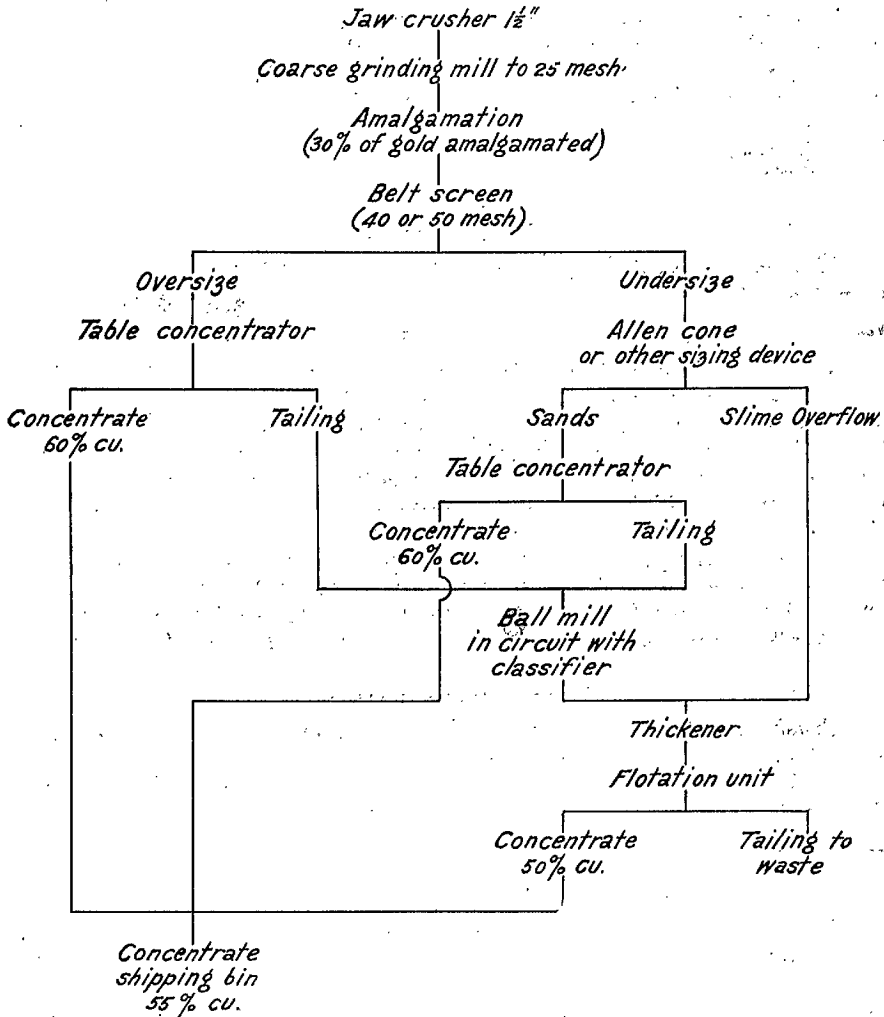 Jaw crusher 1½"
Coarse grinding mill to 25 mesh
Amalgamation
(30% of gold amalgamated)
Belt screen
(40 or 50 mesh)
Oversize
Undersize
Table concentrator
Allen cone
or other sizing device
Concentrate
60% cu.
Tailing
Sands
Slime Overflow
Table concentrator
Concentrate
60% cu.
Tailing
Ball mill
in circuit with
classifier
Thickener
Flotation unit
Concentrate
50% cu.
Tailing to
waste
Concentrate
shipping bin
55% cu.